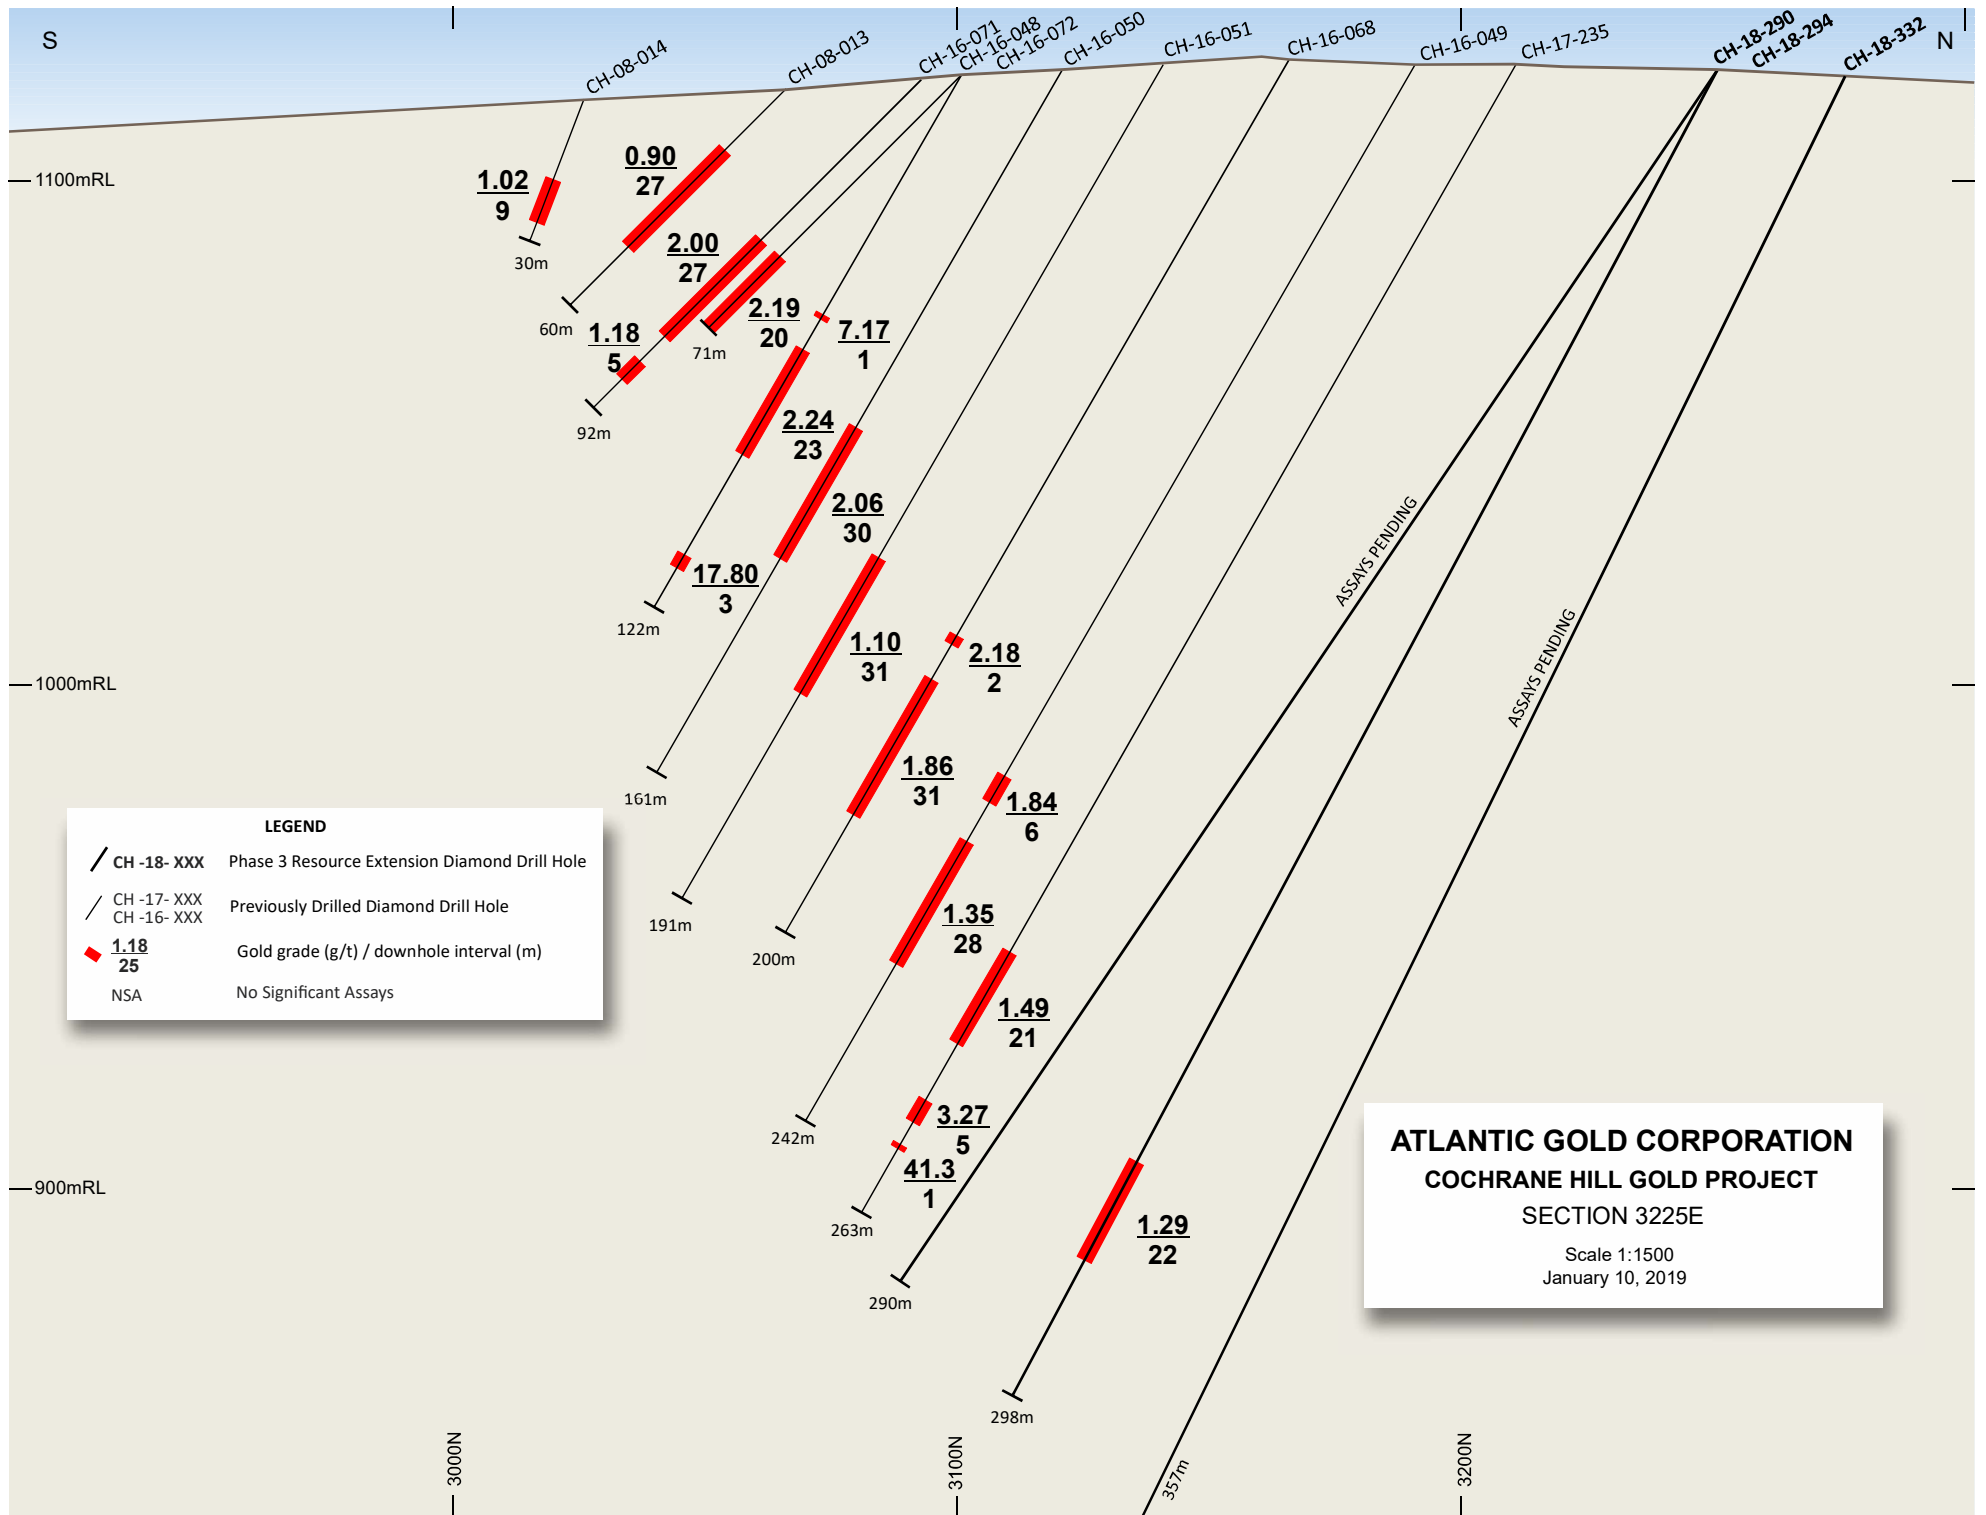 S
CH-08-014
CH-08-013
CH-16-071
CH-16-048
CH-16-072
CH-16-050
CH-16-051
CH-16-068
CH-16-049
CH-17-235
CH-18-290
CH-18-294
CH-18-332
N
1100mRL
1.02
9
30m
0.90
27
60m
2.00
27
1.18
5
92m
71m
2.19
20
7.17
1
2.24
23
17.80
3
122m
2.06
30
161m
1.10
31
191m
2.18
2
1.86
31
200m
1.84
6
1.35
28
242m
1.49
21
3.27
5
41.3
1
263m
ASSAYS PENDING
290m
1.29
22
298m
ASSAYS PENDING
357m
1000mRL
900mRL
LEGEND
CH -18- XXX Phase 3 Resource Extension Diamond Drill Hole
CH -17- XXX
CH -16- XXX
Previously Drilled Diamond Drill Hole
1.18
25
Gold grade (g/t) / downhole interval (m)
NSA No Significant Assays
ATLANTIC GOLD CORPORATION
COCHRANE HILL GOLD PROJECT
SECTION 3225E
Scale 1:1500
January 10, 2019
3000N
3100N
3200N